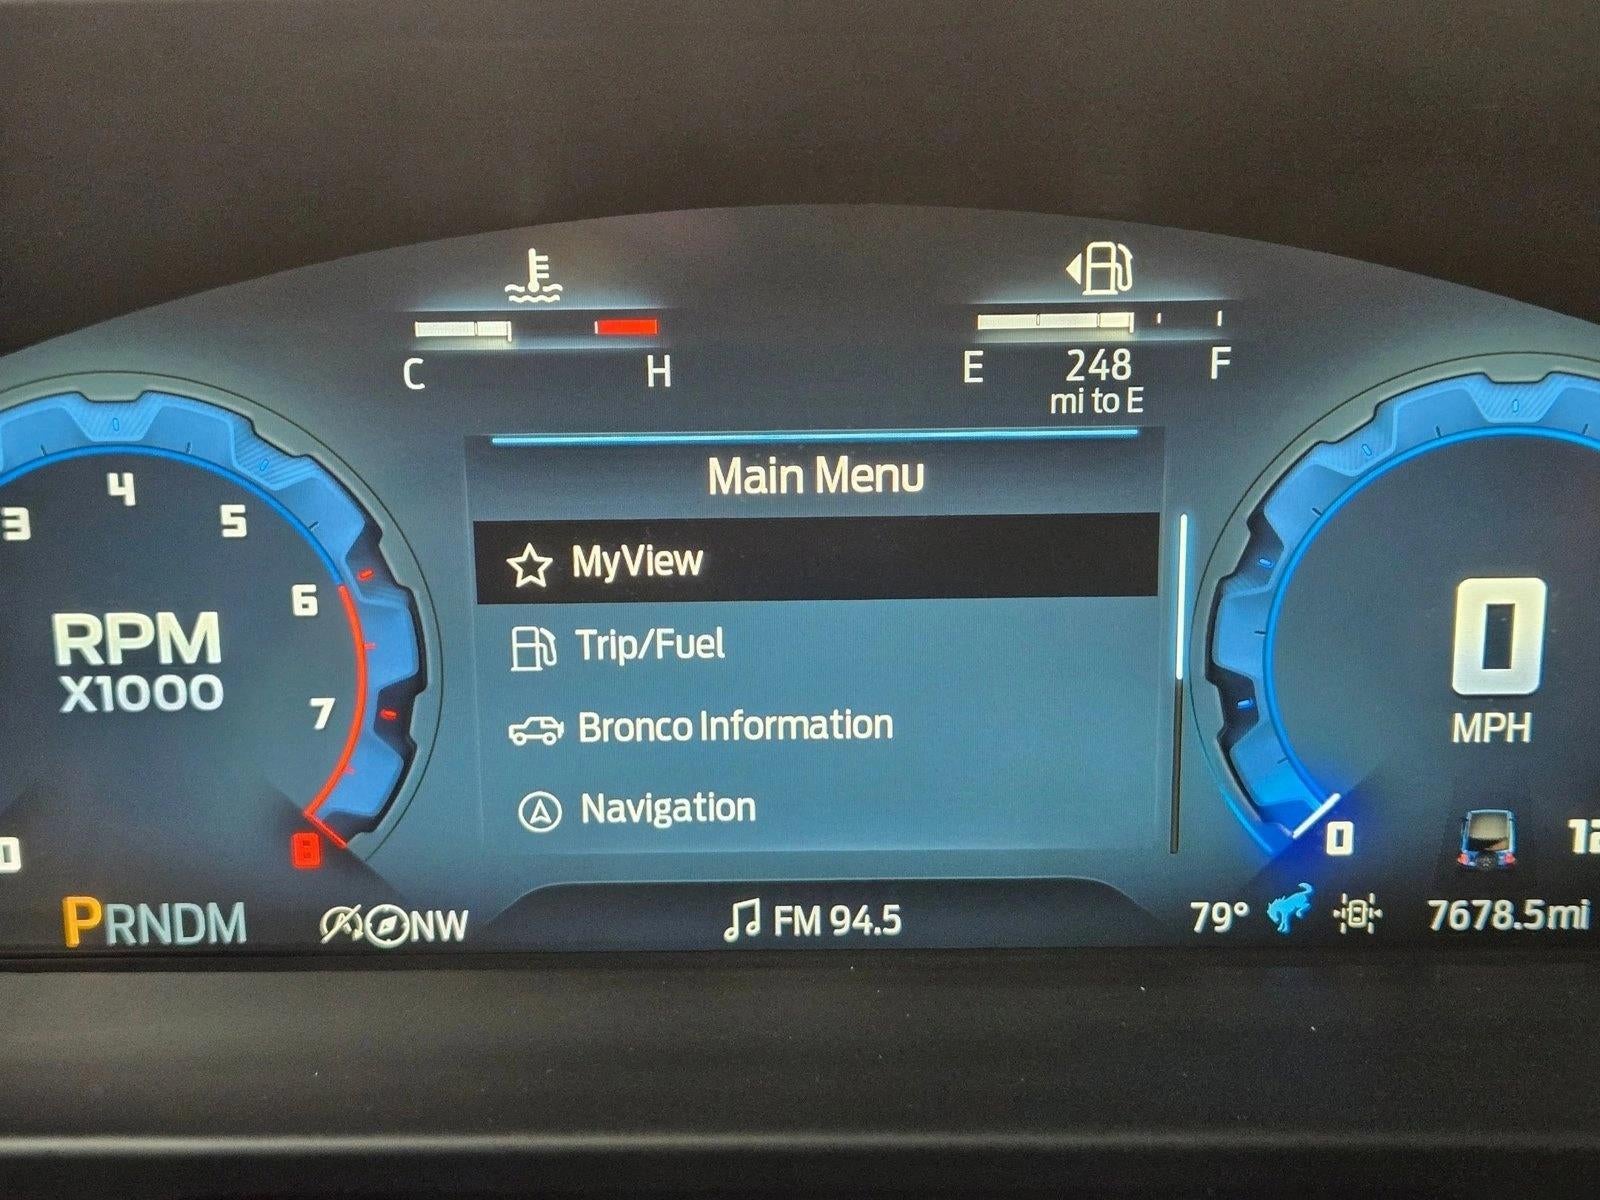 C H
E F
248
mi to E
Main Menu
MyView
Trip/Fuel
Bronco Information
Navigation
3 4 5 6 7 8
RPM
X1000
0
MPH
0
PRNDM
NW
FM 94.5
79°
7678.5mi